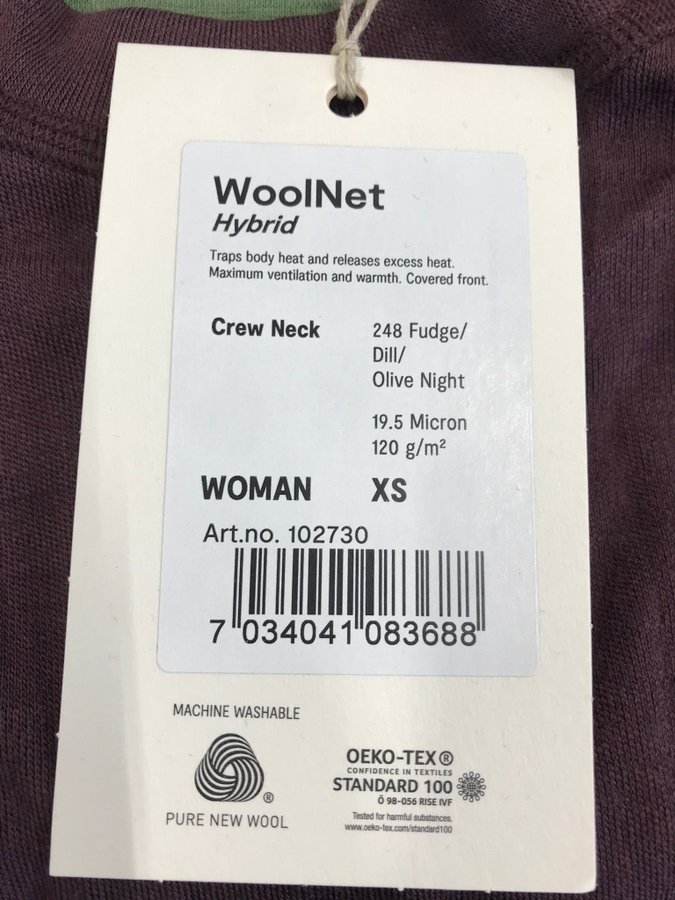 WoolNet
Hybrid
Traps body heat and releases excess heat.
Maximum ventilation and warmth. Covered front.
Crew Neck 248 Fudge/
Dill/
Olive Night
19.5 Micron
120 g/m²
WOMAN XS
Art.no. 102730
7 034041 083688
MACHINE WASHABLE
®
PURE NEW WOOL
OEKO-TEX®
CONFIDENCE IN TEXTILES
STANDARD 100
Ö 98-056 RISE IVF
Tested for harmful substances.
www.oeko-tex.com/standard100